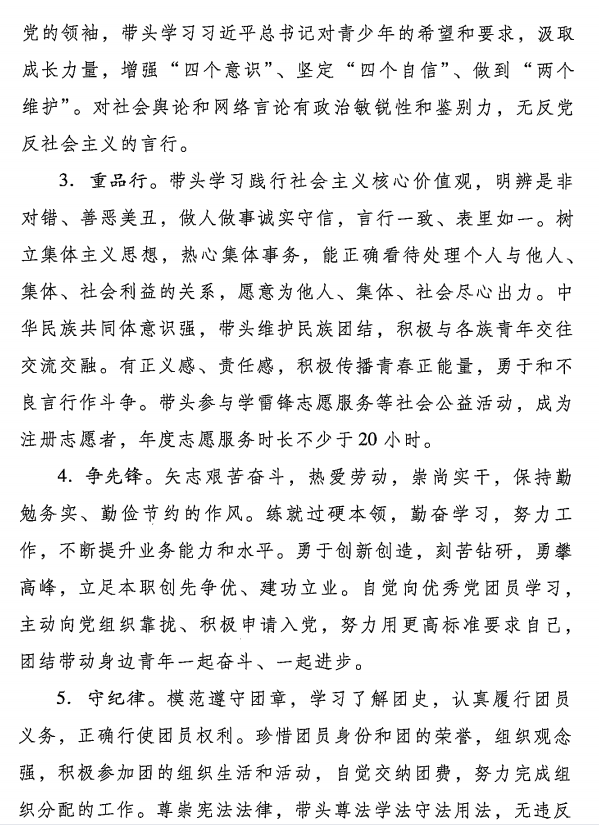 党的领袖，带头学习习近平总书记对青少年的希望和要求，汲取
成长力量，增强“四个意识”、坚定“四个自信”、做到“两个
维护”。对社会舆论和网络言论有政治敏锐性和鉴别力，无反党
反社会主义的言行。
3. 重品行。带头学习践行社会主义核心价值观，明辨是非
对错、善恶美丑，做人做事诚实守信，言行一致、表里如一。树
立集体主义思想，热心集体事务，能正确看待处理个人与他人、
集体、社会利益的关系，愿意为他人、集体、社会尽心出力。中
华民族共同体意识强，带头维护民族团结，积极与各族青年交往
交流交融。有正义感、责任感，积极传播青春正能量，勇于和不
良言行作斗争。带头参与学雷锋志愿服务等社会公益活动，成为
注册志愿者，年度志愿服务时长不少于 20 小时。
4. 争先锋。矢志艰苦奋斗，热爱劳动，崇尚实干，保持勤
勉务实、勤俭节约的作风。练就过硬本领，勤奋学习，努力工
作，不断提升业务能力和水平。勇于创新创造，刻苦钻研，勇攀
高峰，立足本职创先争优、建功立业。自觉向优秀党团员学习，
主动向党组织靠拢、积极申请入党，努力用更高标准要求自己，
团结带动身边青年一起奋斗、一起进步。
5. 守纪律。模范遵守团章，学习了解团史，认真履行团员
义务，正确行使团员权利。珍惜团员身份和团的荣誉，组织观念
强，积极参加团的组织生活和活动，自觉交纳团费，努力完成组
织分配的工作。尊崇宪法法律，带头尊法学法守法用法，无违反